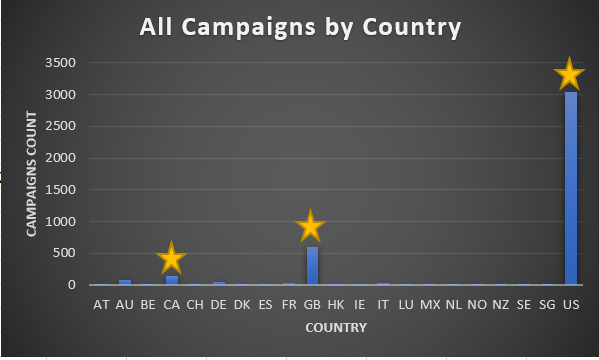 All Campaigns by Country
3500
3000
2500
2000
1500
1000
500
0
CAMPAIGNS COUNT
AT AU BE CA CH DE DK ES FR GB HK IE IT LU MX NL NO NZ SE SG US
COUNTRY